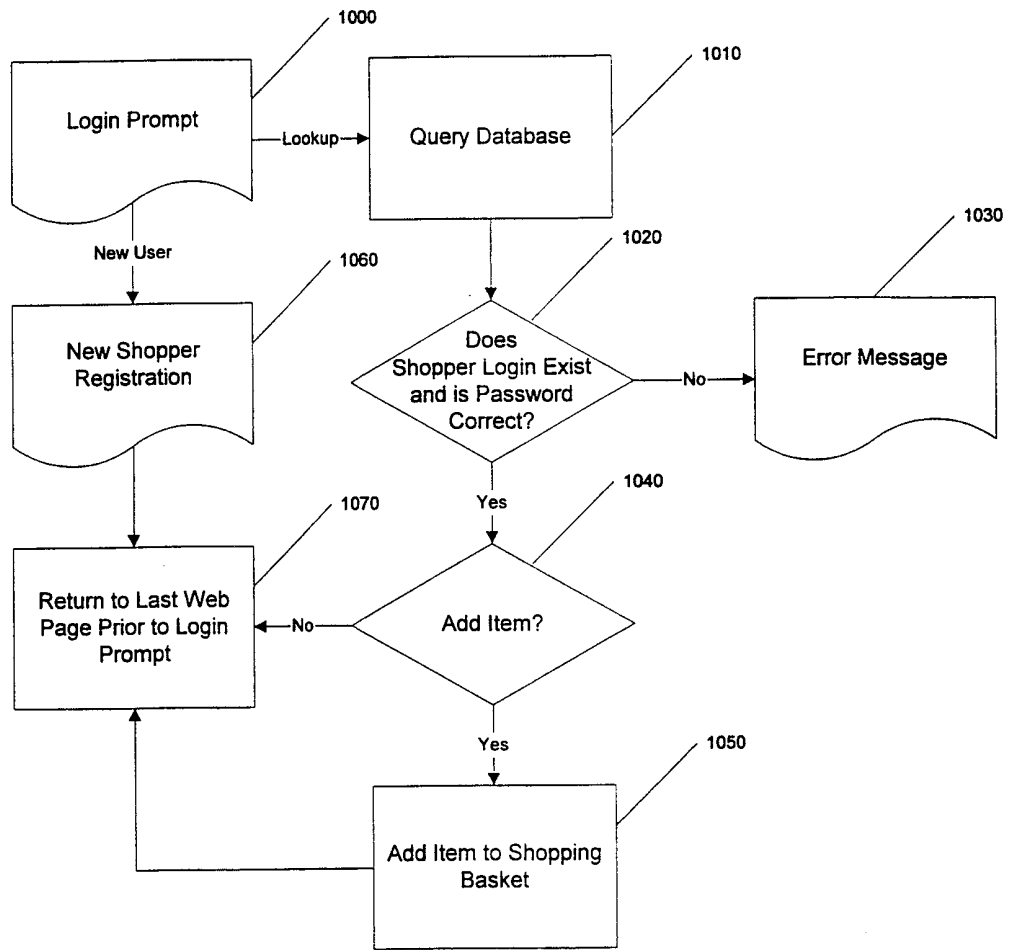 1000
Login Prompt
Lookup
Query Database
1010
New User
1060
New Shopper
Registration
1020
Does
Shopper Login Exist
and is Password
Correct?
No
1030
Error Message
Yes
1040
1070
Return to Last Web
Page Prior to Login
Prompt
No
Add Item?
Yes
1050
Add Item to Shopping
Basket